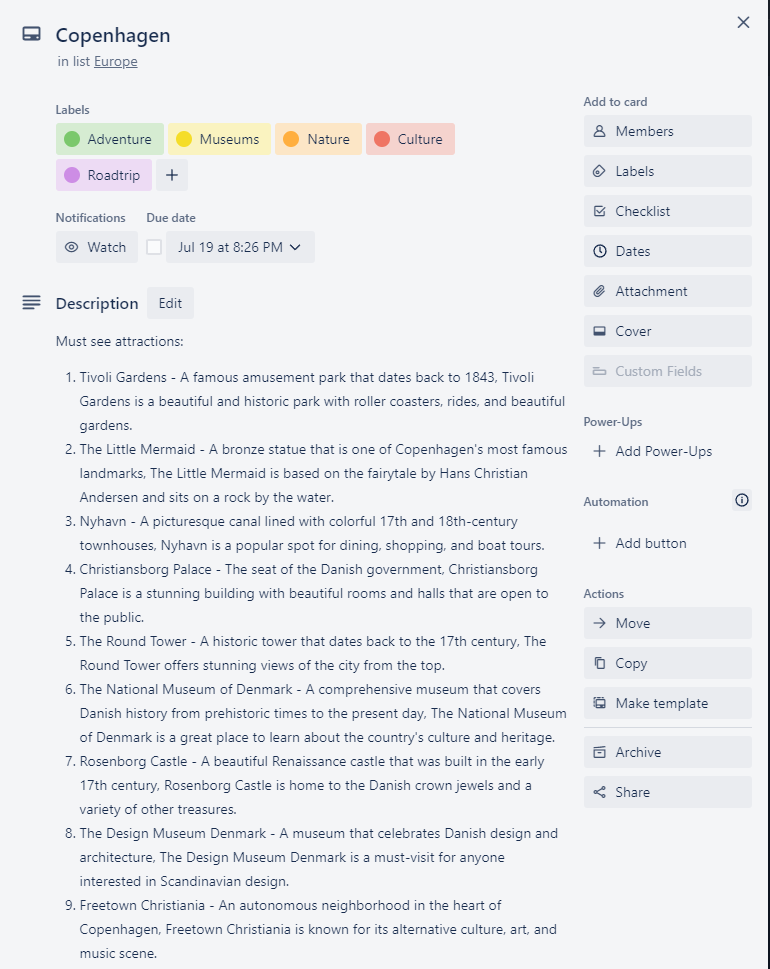 Copenhagen
in list Europe
Labels
Adventure
Museums
Nature
Culture
Roadtrip
Notifications
Due date
Watch
Jul 19 at 8:26 PM
Description
Edit
Must see attractions:
1. Tivoli Gardens - A famous amusement park that dates back to 1843, Tivoli
Gardens is a beautiful and historic park with roller coasters, rides, and beautiful
gardens.
2. The Little Mermaid - A bronze statue that is one of Copenhagen's most famous
landmarks, The Little Mermaid is based on the fairytale by Hans Christian
Andersen and sits on a rock by the water.
3. Nyhavn - A picturesque canal lined with colorful 17th and 18th-century
townhouses, Nyhavn is a popular spot for dining, shopping, and boat tours.
4. Christiansborg Palace - The seat of the Danish government, Christiansborg
Palace is a stunning building with beautiful rooms and halls that are open to
the public.
5. The Round Tower - A historic tower that dates back to the 17th century, The
Round Tower offers stunning views of the city from the top.
6. The National Museum of Denmark - A comprehensive museum that covers
Danish history from prehistoric times to the present day, The National Museum
of Denmark is a great place to learn about the country's culture and heritage.
7. Rosenborg Castle - A beautiful Renaissance castle that was built in the early
17th century, Rosenborg Castle is home to the Danish crown jewels and a
variety of other treasures.
8. The Design Museum Denmark - A museum that celebrates Danish design and
architecture, The Design Museum Denmark is a must-visit for anyone
interested in Scandinavian design.
9. Freetown Christiania - An autonomous neighborhood in the heart of
Copenhagen, Freetown Christiania is known for its alternative culture, art, and
music scene.
Add to card
Members
Labels
Checklist
Dates
Attachment
Cover
Custom Fields
Power-Ups
+ Add Power-Ups
Automation
+ Add button
Actions
Move
Copy
Make template
Archive
Share